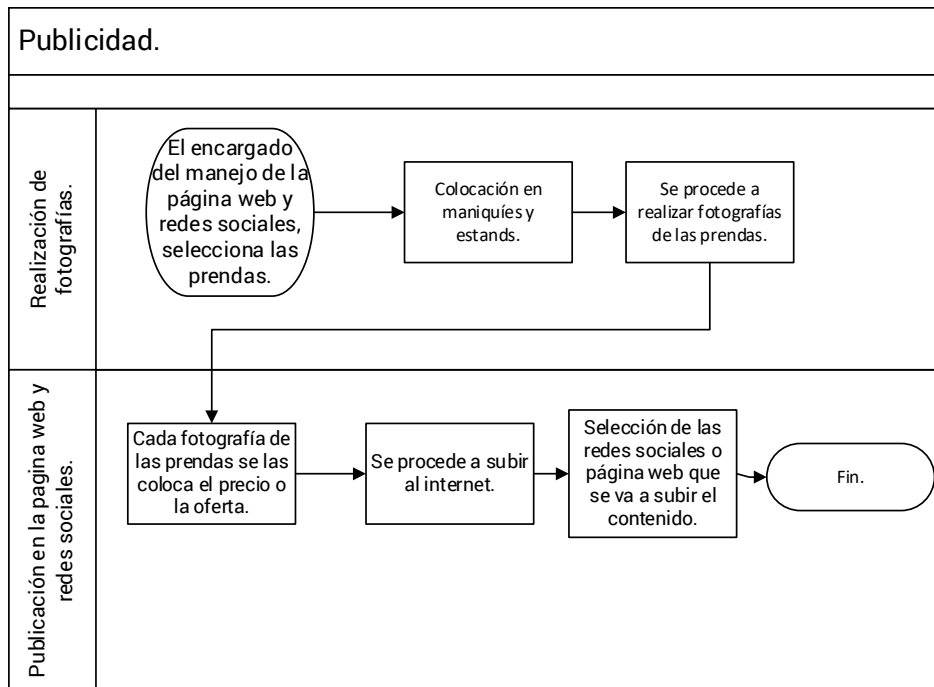 Publicidad.
Realización de
fotografías.
El encargado
del manejo de la
página web y
redes sociales,
selecciona las
prendas.
Colocación en
maniquíes y
estands.
Se procede a
realizar fotografías
de las prendas.
Publicación en la pagina web y
redes sociales.
Cada fotografía de
las prendas se las
coloca el precio o
la oferta.
Se procede a subir
al internet.
Selección de las
redes sociales o
página web que
se va a subir el
contenido.
Fin.